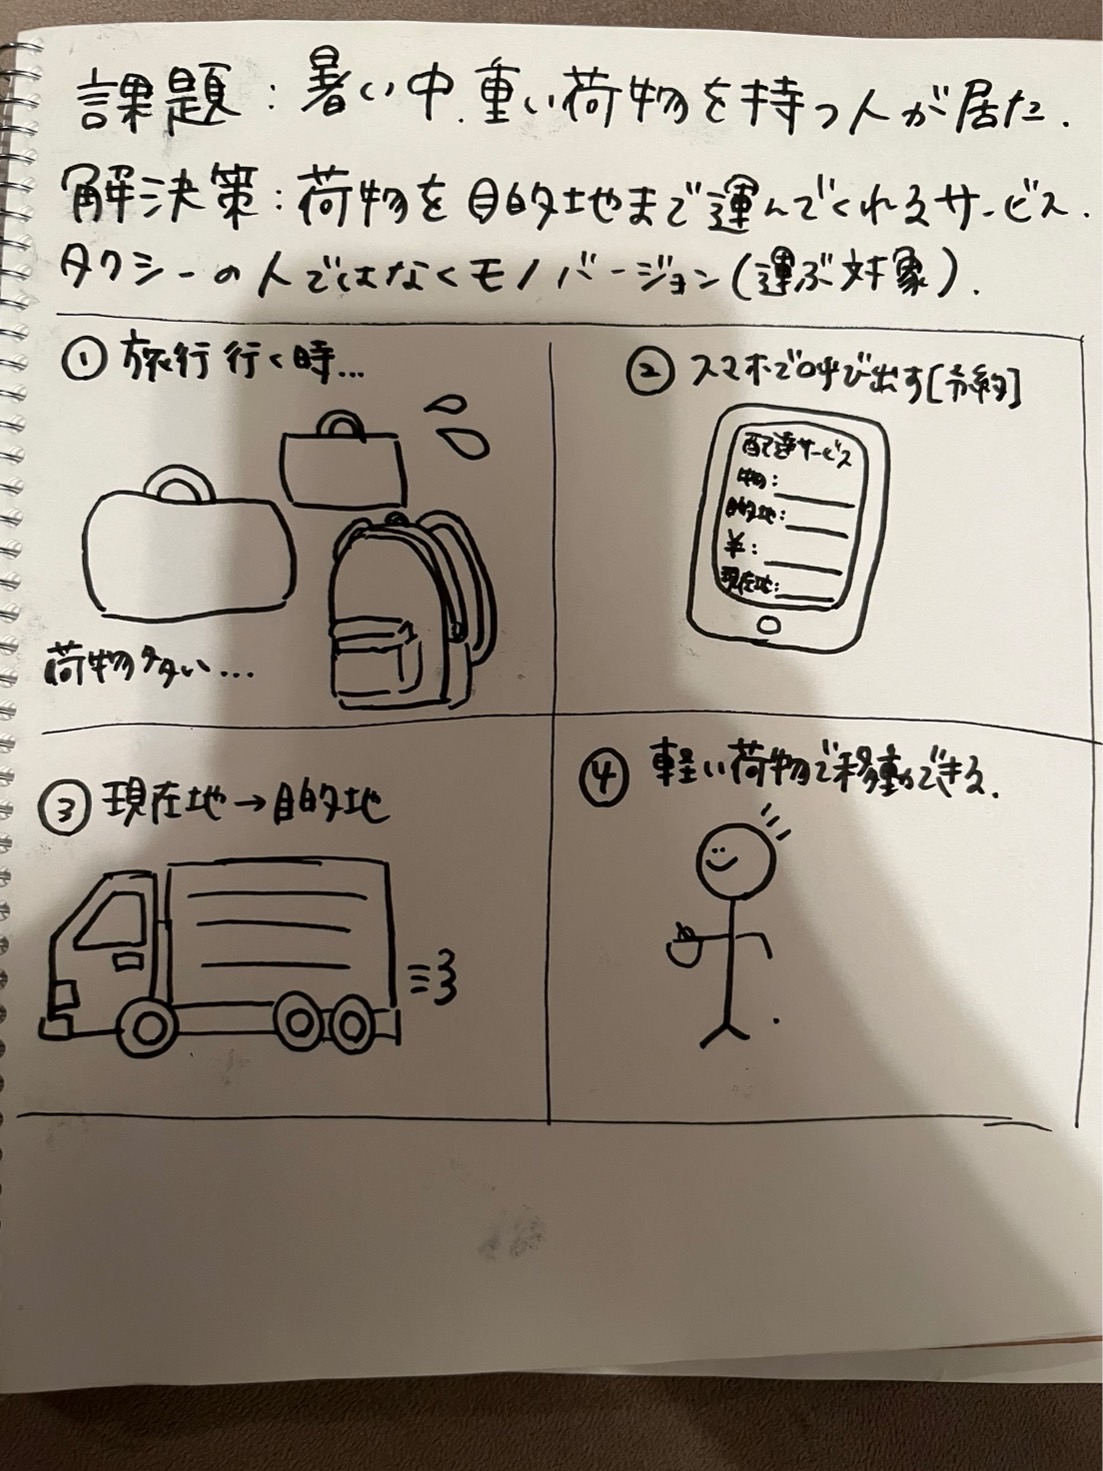 課題：暑い中、重い荷物を持つ人が居た.
解決策：荷物を目的地まで運んでくれるサービス.
タクシーの人ではなくモノバージョン(運ぶ対象).
① 旅行行く時...
荷物多い...
② スマホで呼び出す[予約]
配達サービス
物：
目的地：
¥：
現在地：
③ 現在地→目的地
④ 軽い荷物で移動できる.